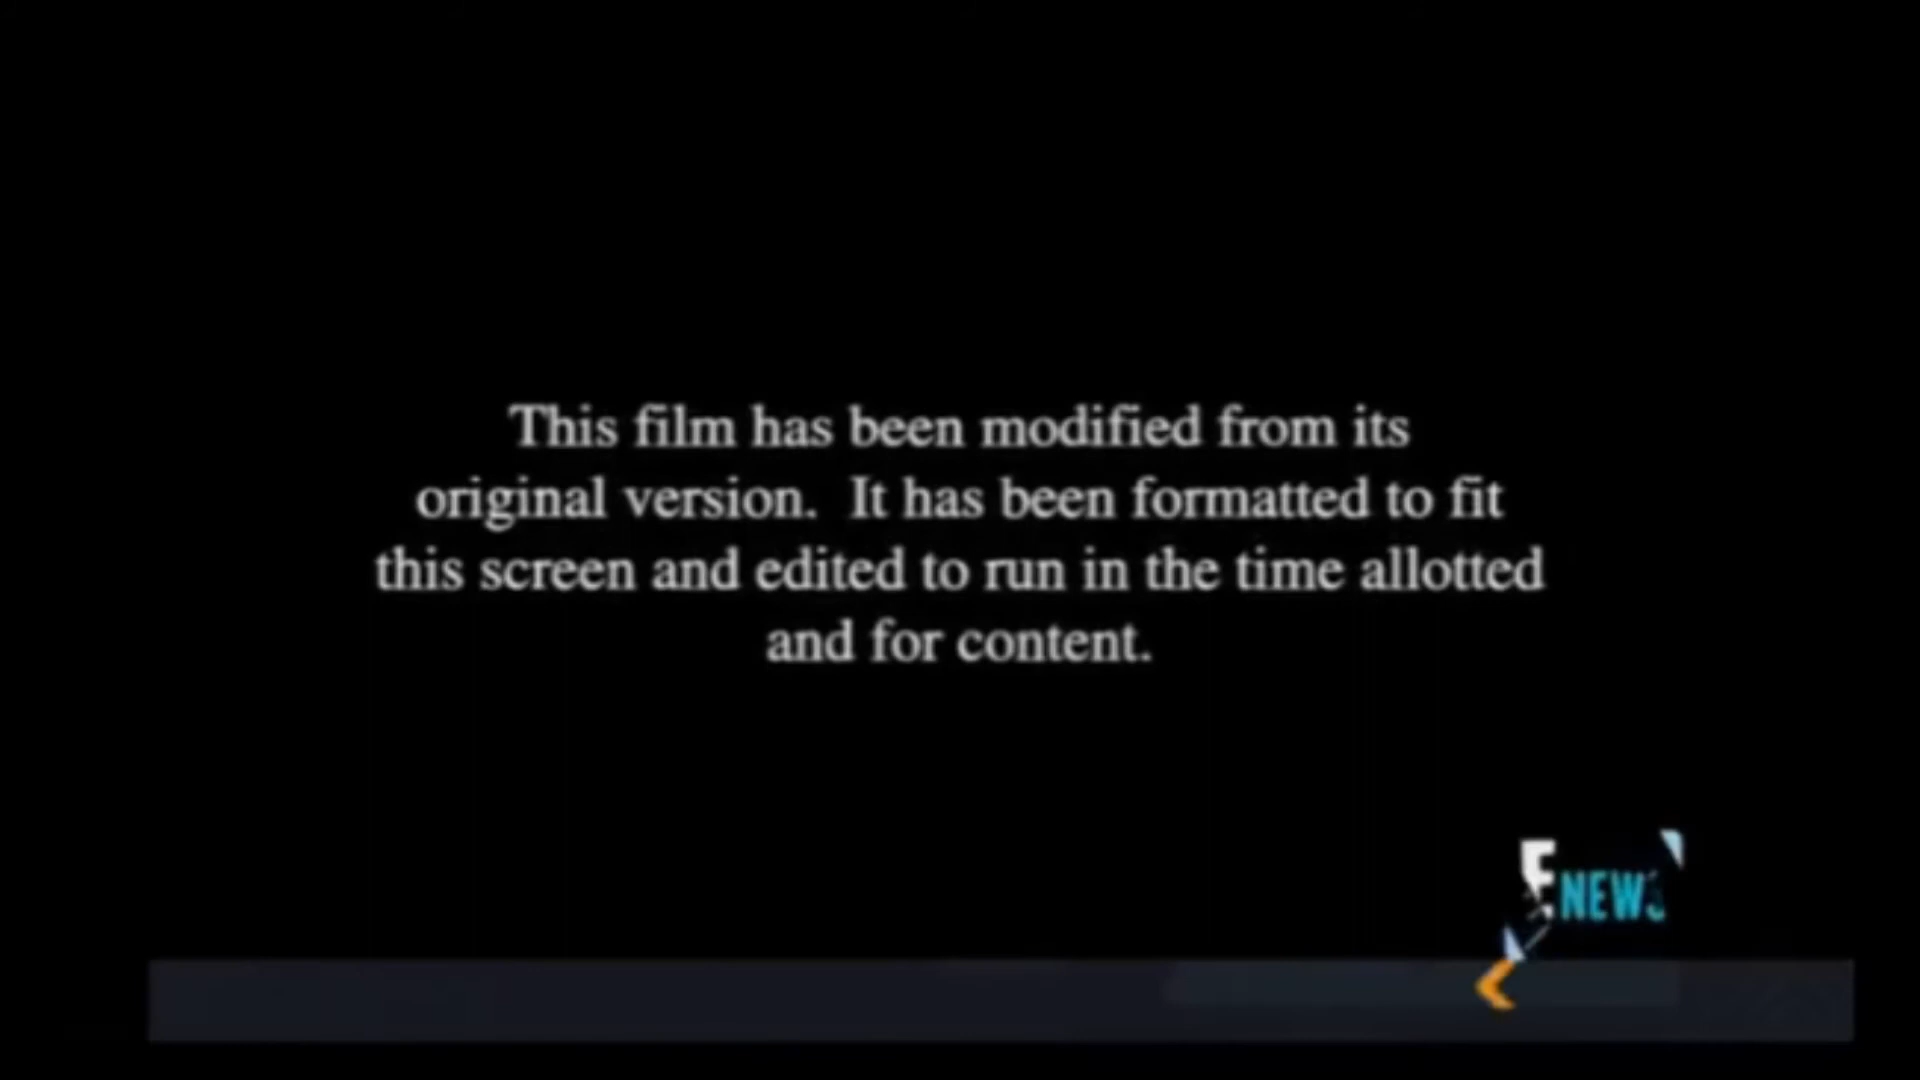 This film has been modified from its
original version.  It has been formatted to fit
this screen and edited to run in the time allotted
and for content.
E NEWS